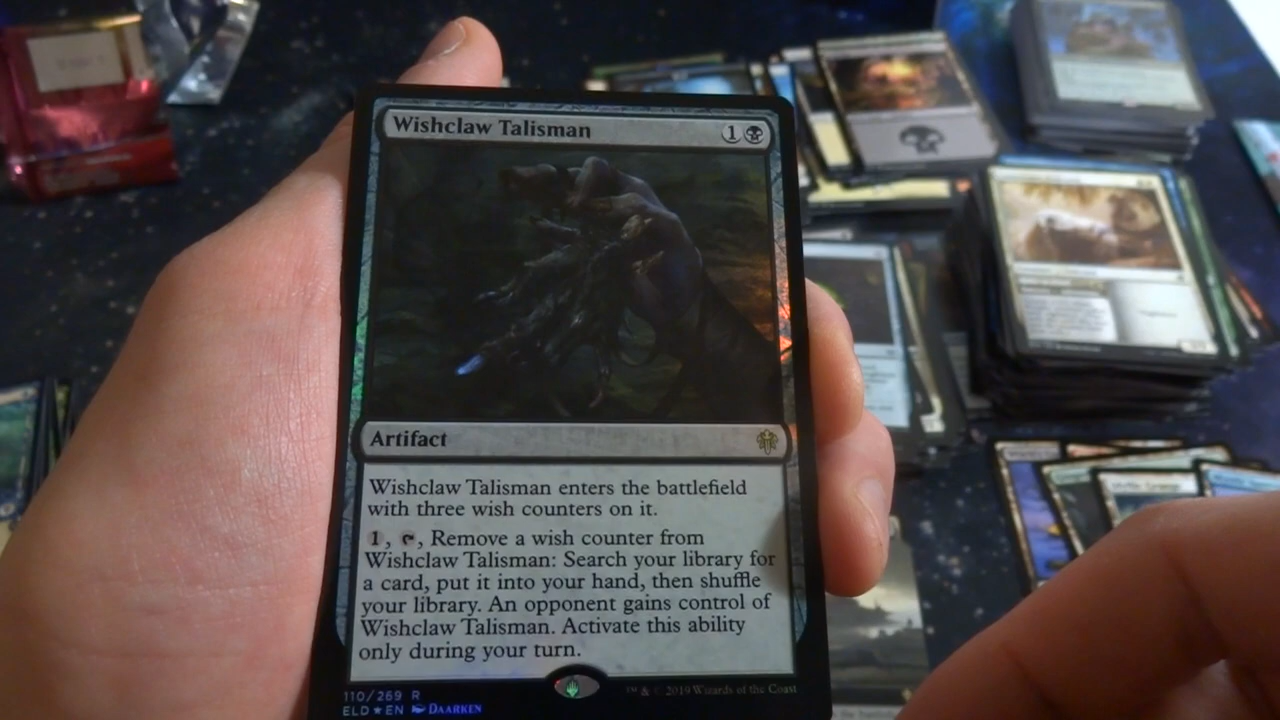 Wishclaw Talisman 1
Artifact
Wishclaw Talisman enters the battlefield
with three wish counters on it.
1, , Remove a wish counter from
Wishclaw Talisman: Search your library for
a card, put it into your hand, then shuffle
your library. An opponent gains control of
Wishclaw Talisman. Activate this ability
only during your turn.
110/269 R
ELD★EN DAARKEN
™ & © 2019 Wizards of the Coast